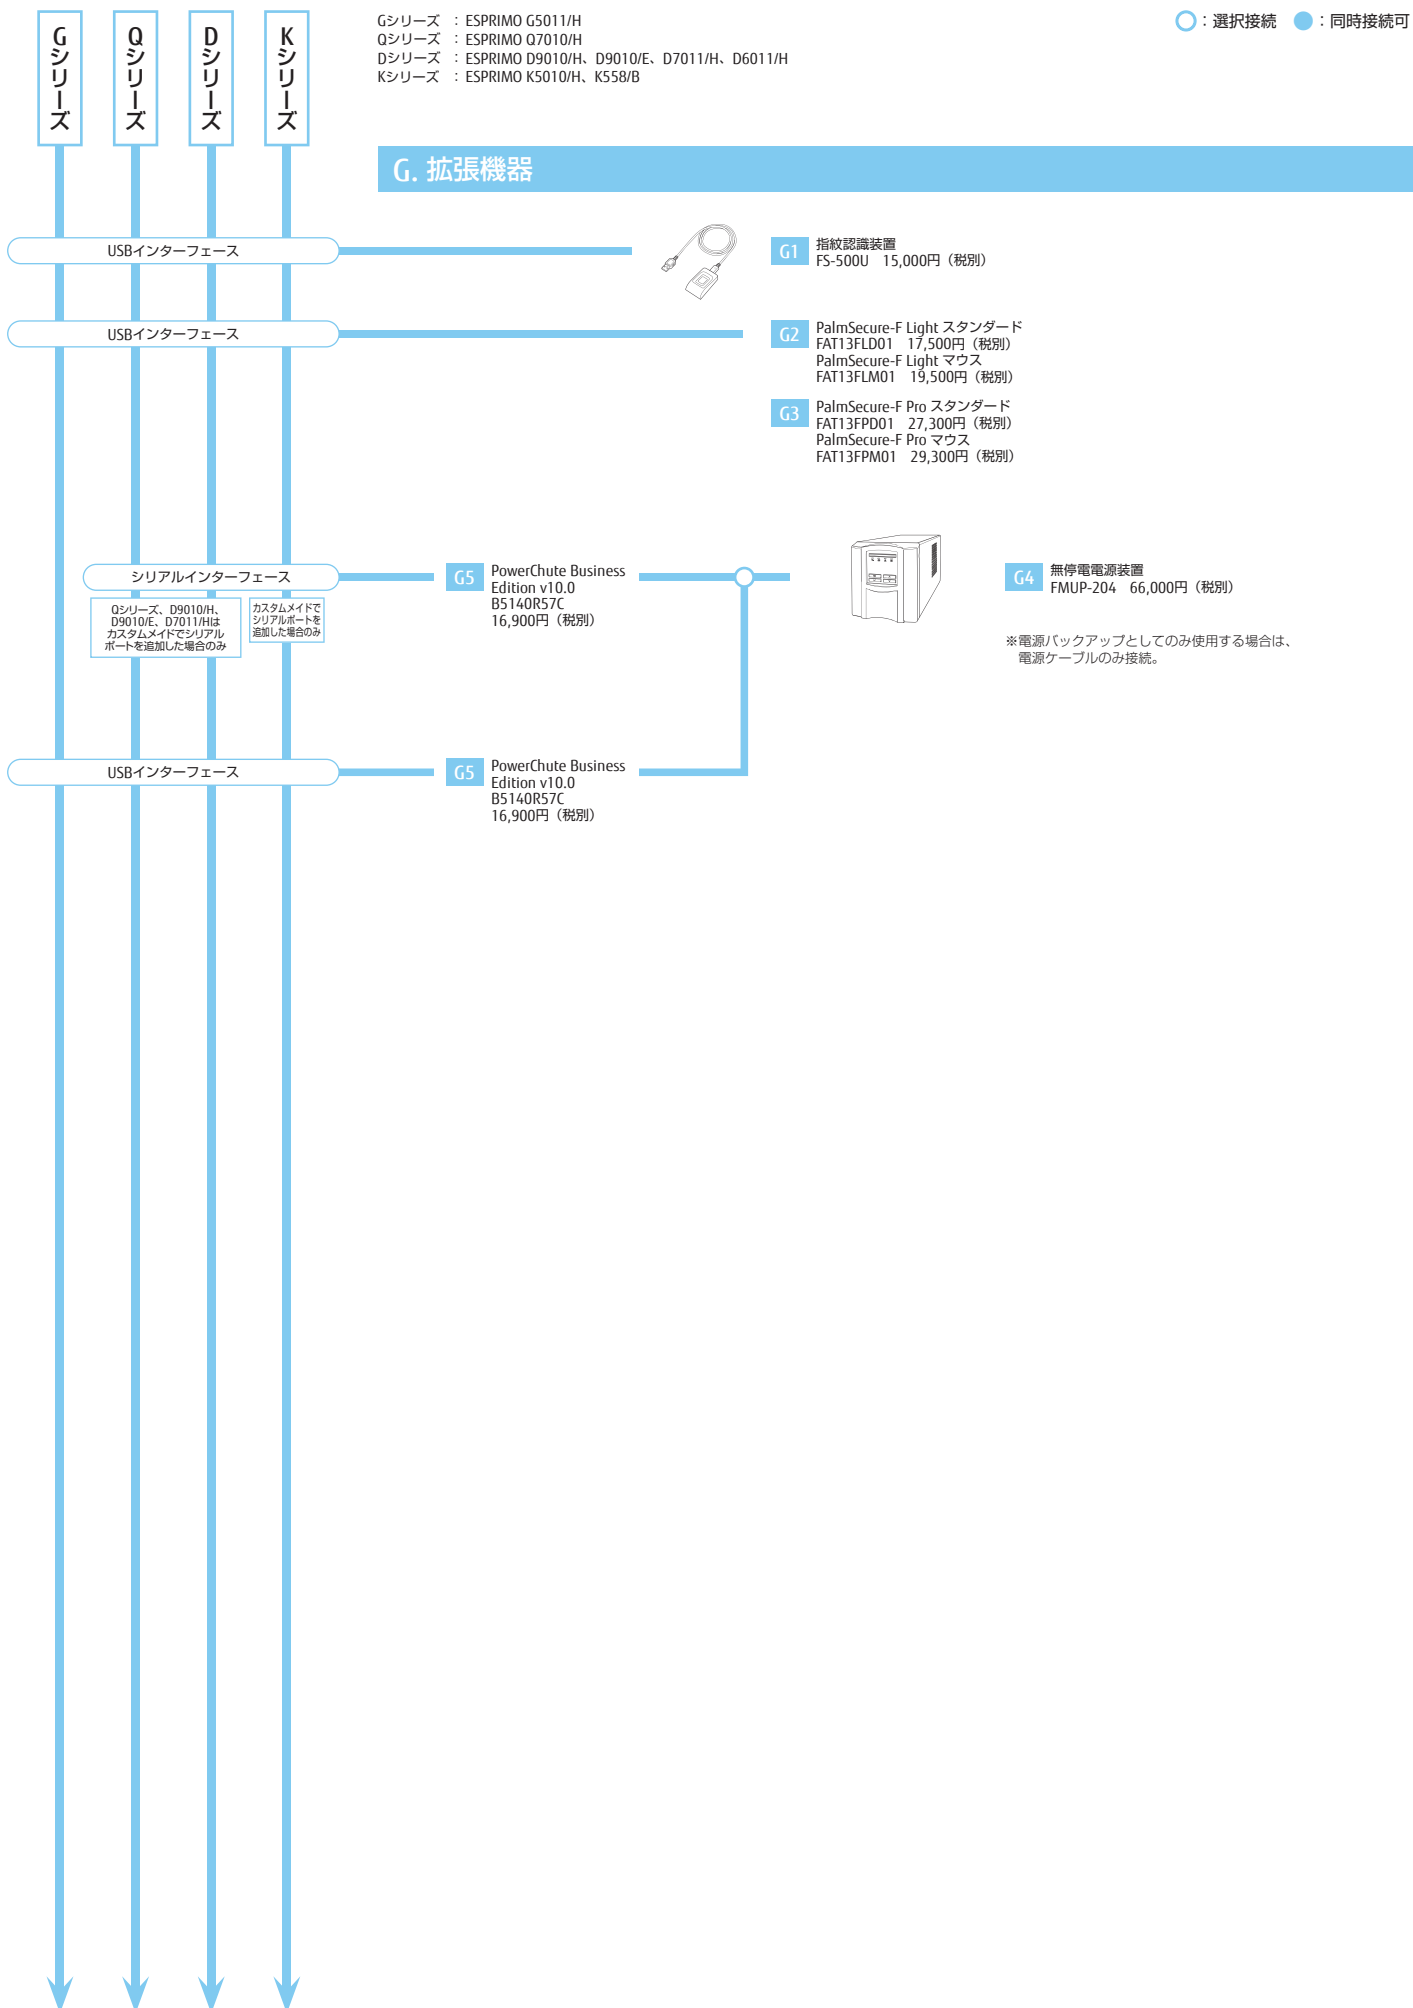 Gシリーズ
Qシリーズ
Dシリーズ
Kシリーズ
Gシリーズ ：ESPRIMO G5011/H
Qシリーズ ：ESPRIMO Q7010/H
Dシリーズ ：ESPRIMO D9010/H、D9010/E、D7011/H、D6011/H
Kシリーズ ：ESPRIMO K5010/H、K558/B
：選択接続 ：同時接続可
G. 拡張機器
USBインターフェース
G1 指紋認識装置
FS-500U 15,000円（税別）
USBインターフェース
G2 PalmSecure-F Light スタンダード
FAT13FLD01 17,500円（税別）
PalmSecure-F Light マウス
FAT13FLM01 19,500円（税別）
G3 PalmSecure-F Pro スタンダード
FAT13FPD01 27,300円（税別）
PalmSecure-F Pro マウス
FAT13FPM01 29,300円（税別）
シリアルインターフェース
Qシリーズ、D9010/H、
D9010/E、D7011/Hは
カスタムメイドでシリアル
ポートを追加した場合のみ
カスタムメイドで
シリアルポートを
追加した場合のみ
G5 PowerChute Business
Edition v10.0
B5140R57C
16,900円（税別）
G4 無停電電源装置
FMUP-204 66,000円（税別）
※電源バックアップとしてのみ使用する場合は、
電源ケーブルのみ接続。
USBインターフェース
G5 PowerChute Business
Edition v10.0
B5140R57C
16,900円（税別）